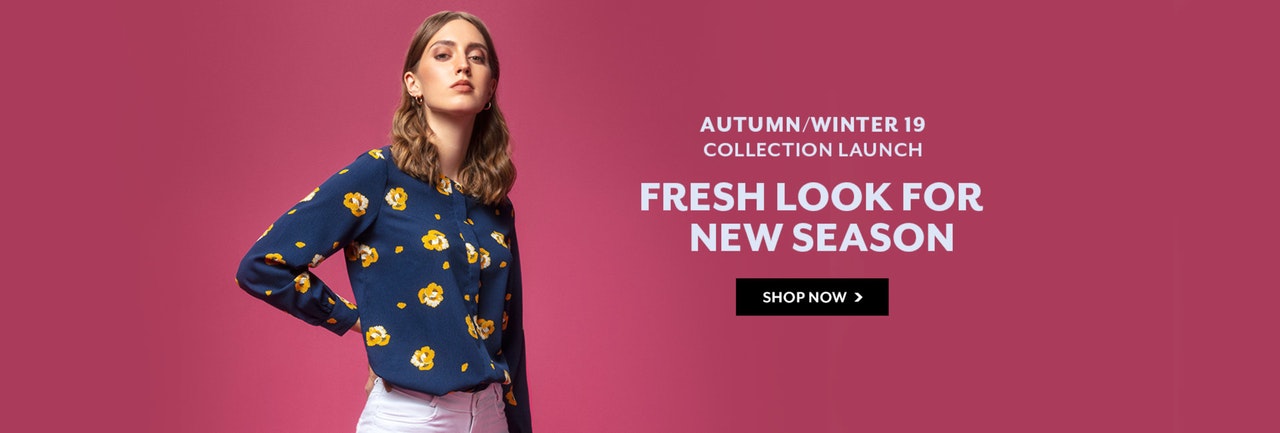 AUTUMN/WINTER 19
COLLECTION LAUNCH
FRESH LOOK FOR
NEW SEASON
SHOP NOW >